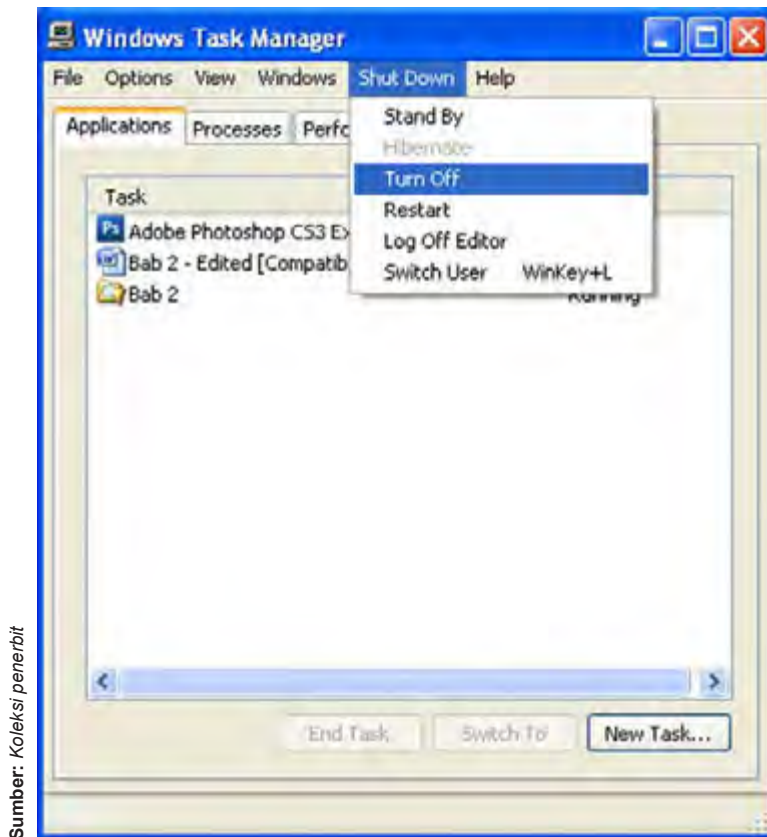 Windows Task Manager
File Options View Windows Shut Down Help
Applications Processes Perfo
Stand By
Hibernate
Turn Off
Restart
Log Off Editor
Switch User WinKey+L
Task
Adobe Photoshop CS3 Ex
Bab 2 - Edited [Compatib
Bab 2
Running
End Task Switch To New Task...
Sumber: Koleksi penerbit